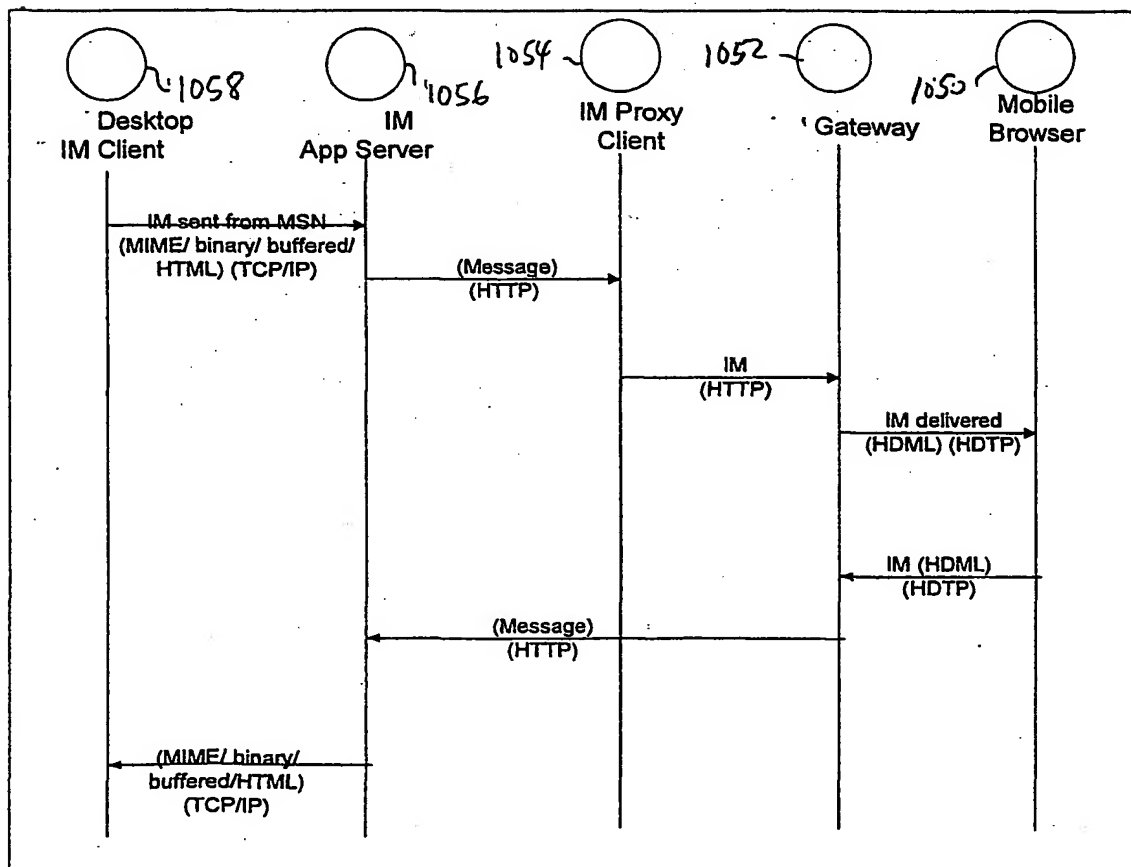 1058
Desktop
IM Client
1056
IM
App Server
1054
IM Proxy
Client
1052
Gateway
1050
Mobile
Browser
IM sent from MSN
(MIME/ binary/ buffered/
HTML) (TCP/IP)
(Message)
(HTTP)
IM
(HTTP)
IM delivered
(HDML) (HDTP)
IM (HDML)
(HDTP)
(Message)
(HTTP)
(MIME/ binary/
buffered/HTML)
(TCP/IP)